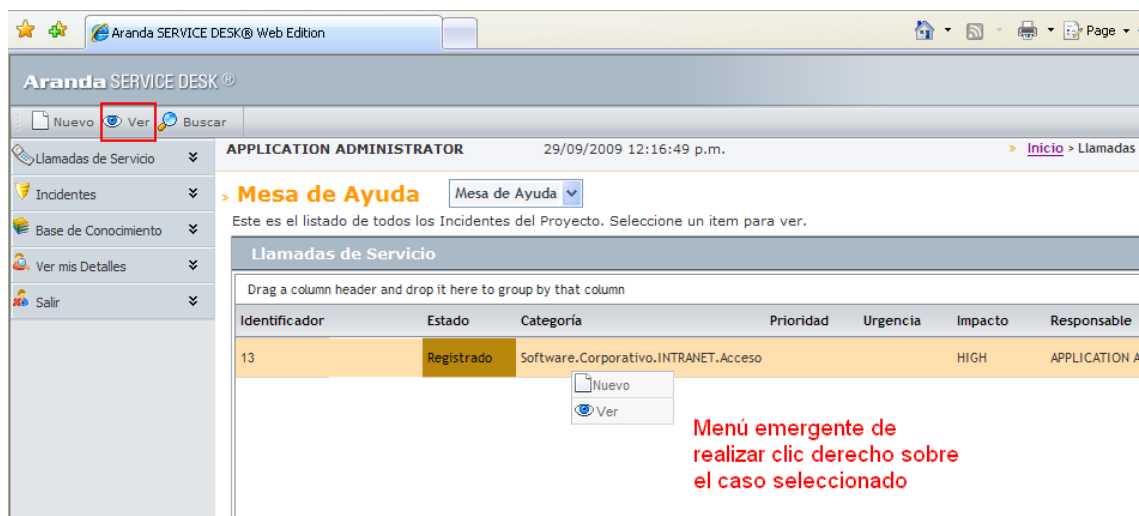 Aranda SERVICE DESK® Web Edition
Page
Aranda SERVICE DESK ®
Nuevo Ver Buscar
Llamadas de Servicio
Incidentes
Base de Conocimiento
Ver mis Detalles
Salir
APPLICATION ADMINISTRATOR 29/09/2009 12:16:49 p.m. » Inicio > Llamadas
» Mesa de Ayuda Mesa de Ayuda
Este es el listado de todos los Incidentes del Proyecto. Seleccione un item para ver.
Llamadas de Servicio
Drag a column header and drop it here to group by that column
Identificador Estado Categoría Prioridad Urgencia Impacto Responsable
13 Registrado Software.Corporativo.INTRANET.Acceso HIGH APPLICATION A
Nuevo
Ver
Menú emergente de
realizar clic derecho sobre
el caso seleccionado